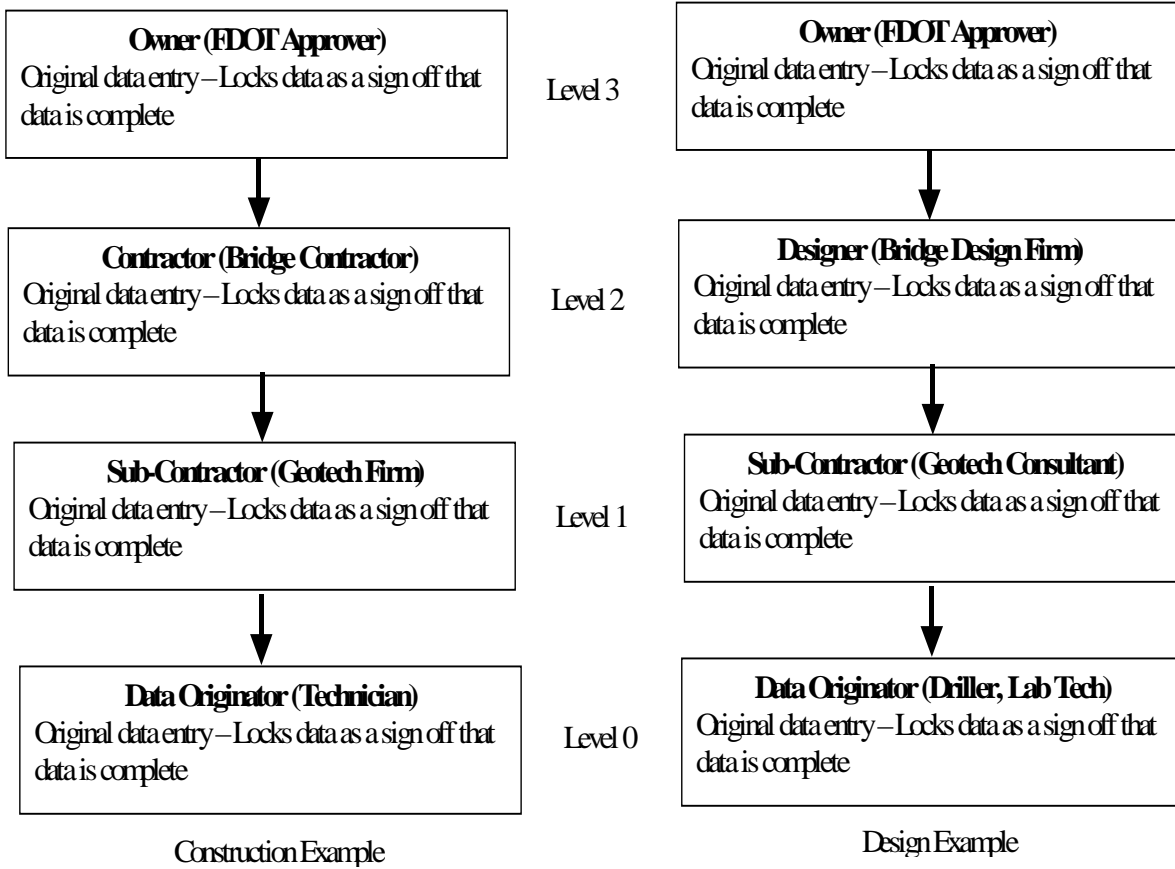 Owner (FDOT Approver)
Original data entry – Locks data as a sign off that
data is complete
Level 3
Owner (FDOT Approver)
Original data entry – Locks data as a sign off that
data is complete
Contractor (Bridge Contractor)
Original data entry – Locks data as a sign off that
data is complete
Level 2
Designer (Bridge Design Firm)
Original data entry – Locks data as a sign off that
data is complete
Sub-Contractor (Geotech Firm)
Original data entry – Locks data as a sign off that
data is complete
Level 1
Sub-Contractor (Geotech Consultant)
Original data entry – Locks data as a sign off that
data is complete
Data Originator (Technician)
Original data entry – Locks data as a sign off that
data is complete
Level 0
Data Originator (Driller, Lab Tech)
Original data entry – Locks data as a sign off that
data is complete
Construction Example
Design Example